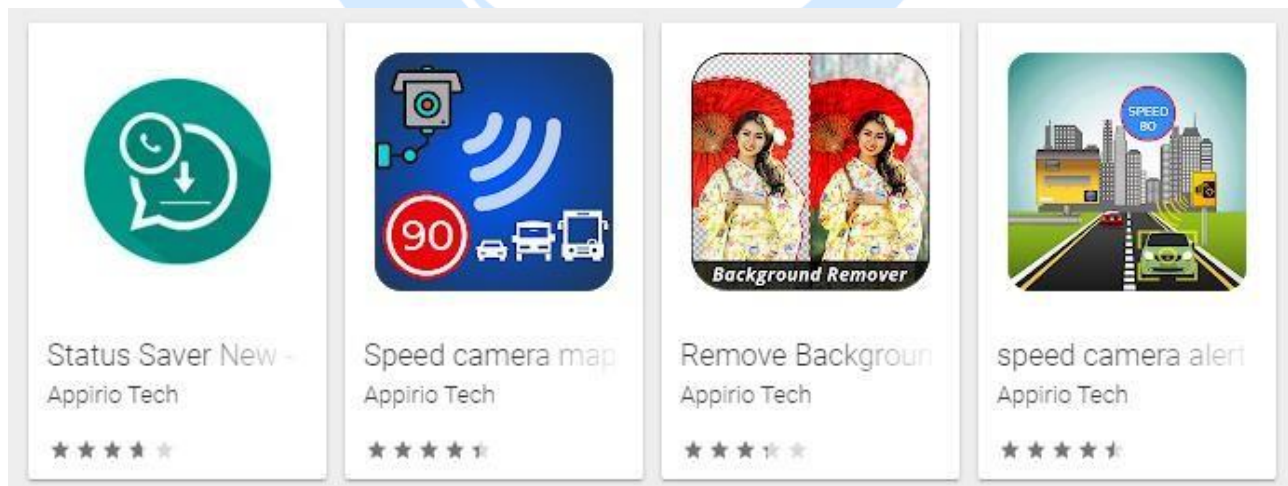 90
Background Remover
SPEED
80
Status Saver New -
Speed camera map
Remove Backgroun
speed camera alert
Appirio Tech
Appirio Tech
Appirio Tech
Appirio Tech